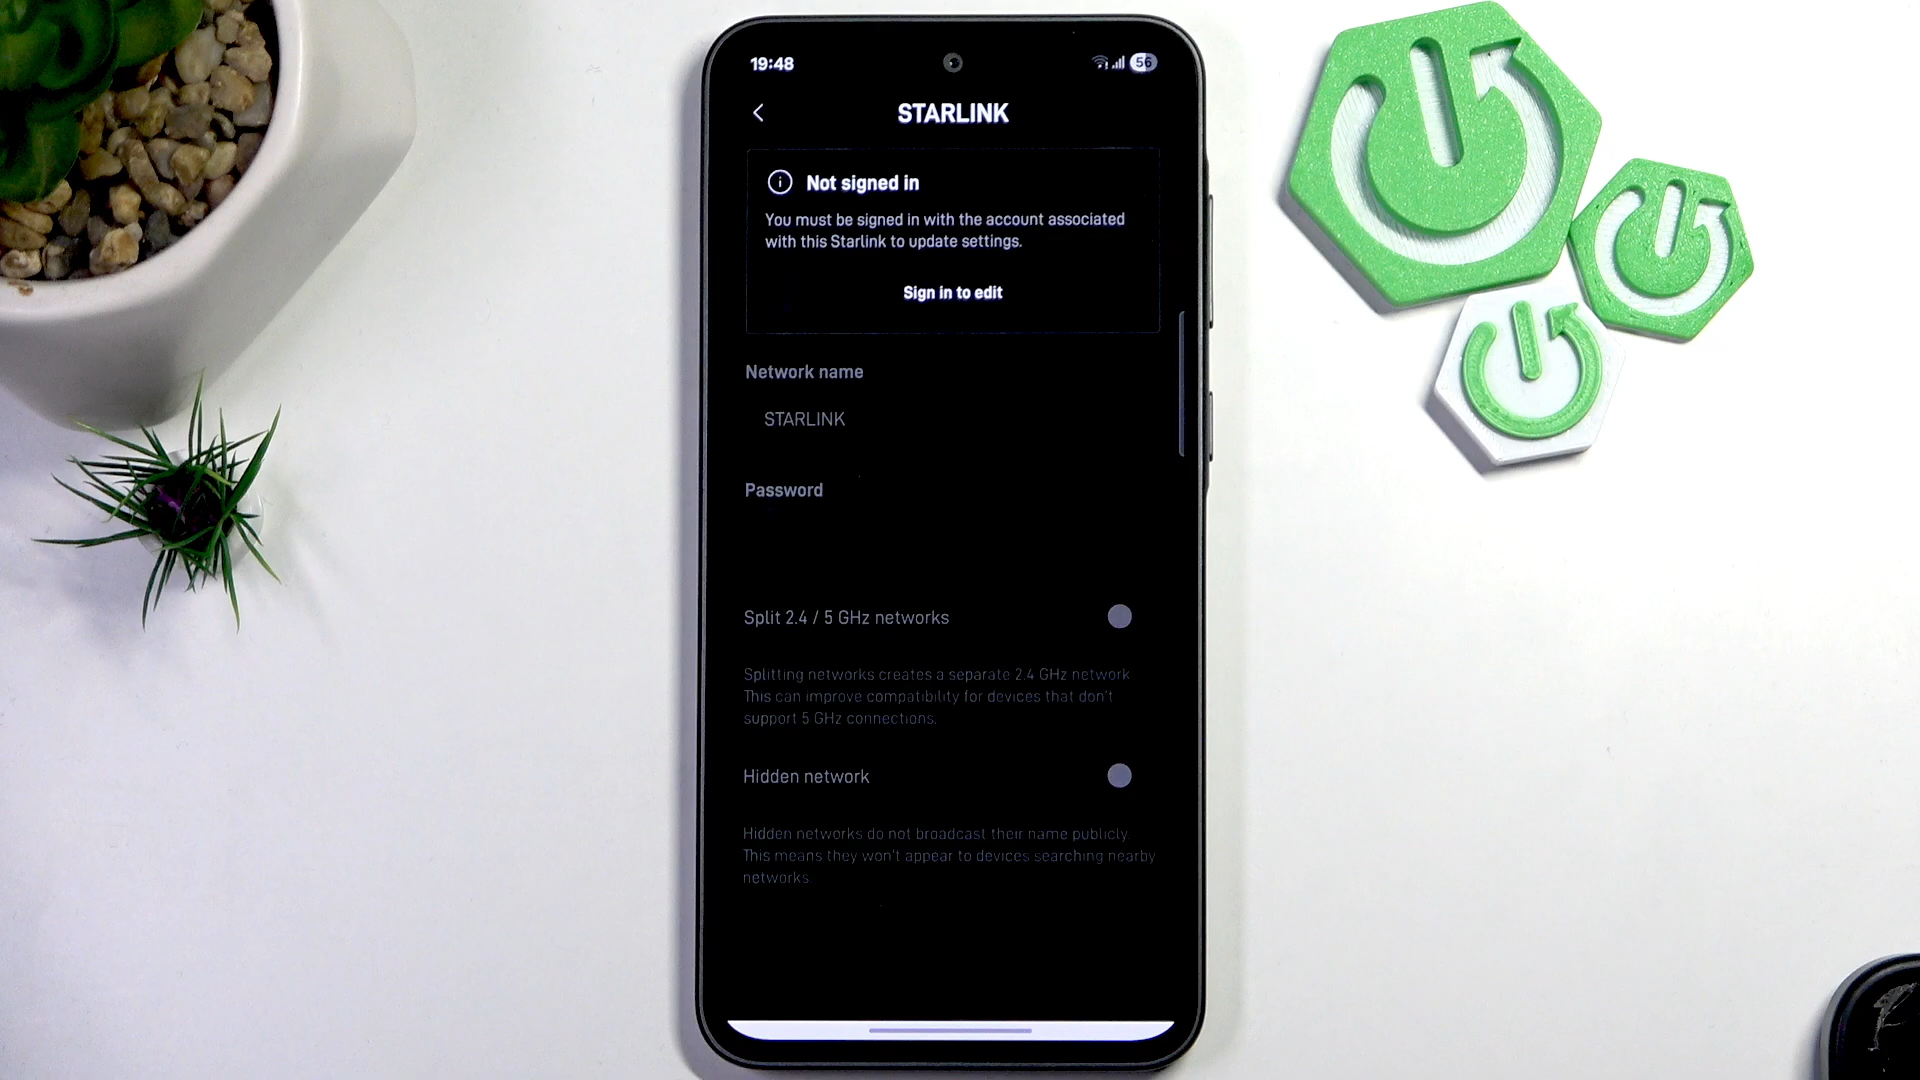 19:48
56
STARLINK
Not signed in
You must be signed in with the account associated
with this Starlink to update settings.
Sign in to edit
Network name
STARLINK
Password
Split 2.4 / 5 GHz networks
Splitting networks creates a separate 2.4 GHz network.
This can improve compatibility for devices that don't
support 5 GHz connections.
Hidden network
Hidden networks do not broadcast their name publicly.
This means they won't appear to devices searching nearby
networks.